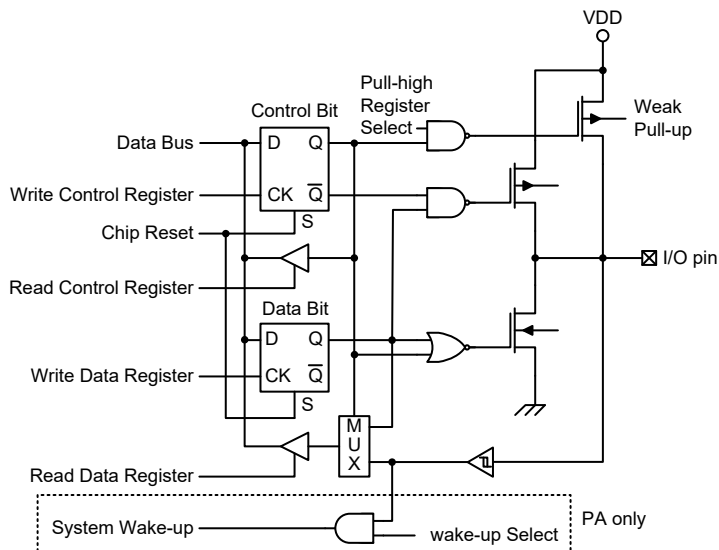 VDD
Pull-high
Register
Select
Weak
Pull-up
Control Bit
Data Bus
D
Q
Write Control Register
CK
Q
S
Chip Reset
I/O pin
Read Control Register
Data Bit
D
Q
Write Data Register
CK
Q
S
M
U
X
Read Data Register
PA only
System Wake-up
wake-up Select